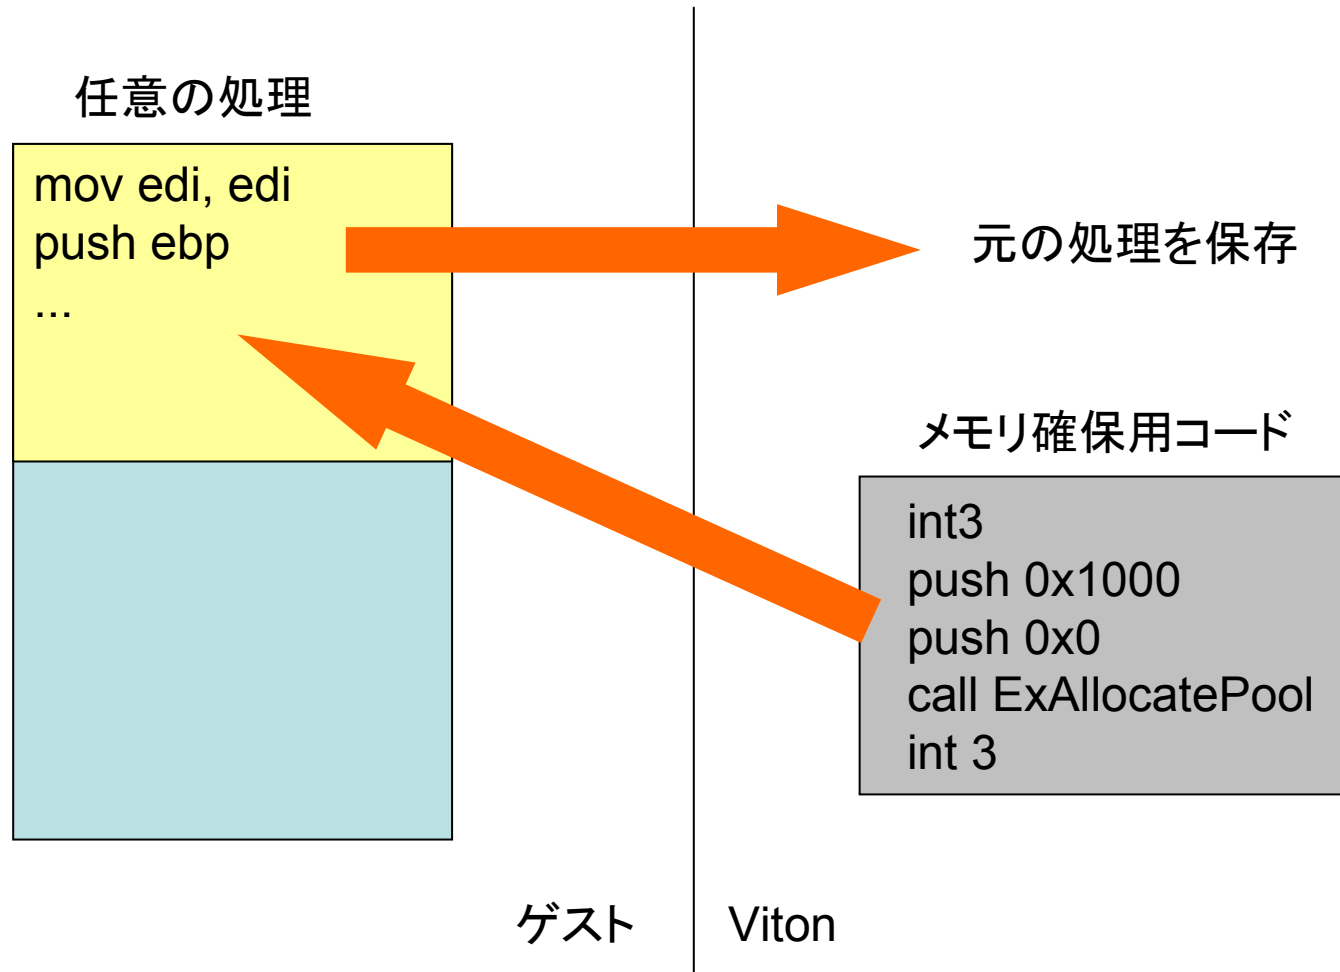 任意の処理
mov edi, edi
push ebp
...
元の処理を保存
メモリ確保用コード
int3
push 0x1000
push 0x0
call ExAllocatePool
int 3
ゲスト
Viton